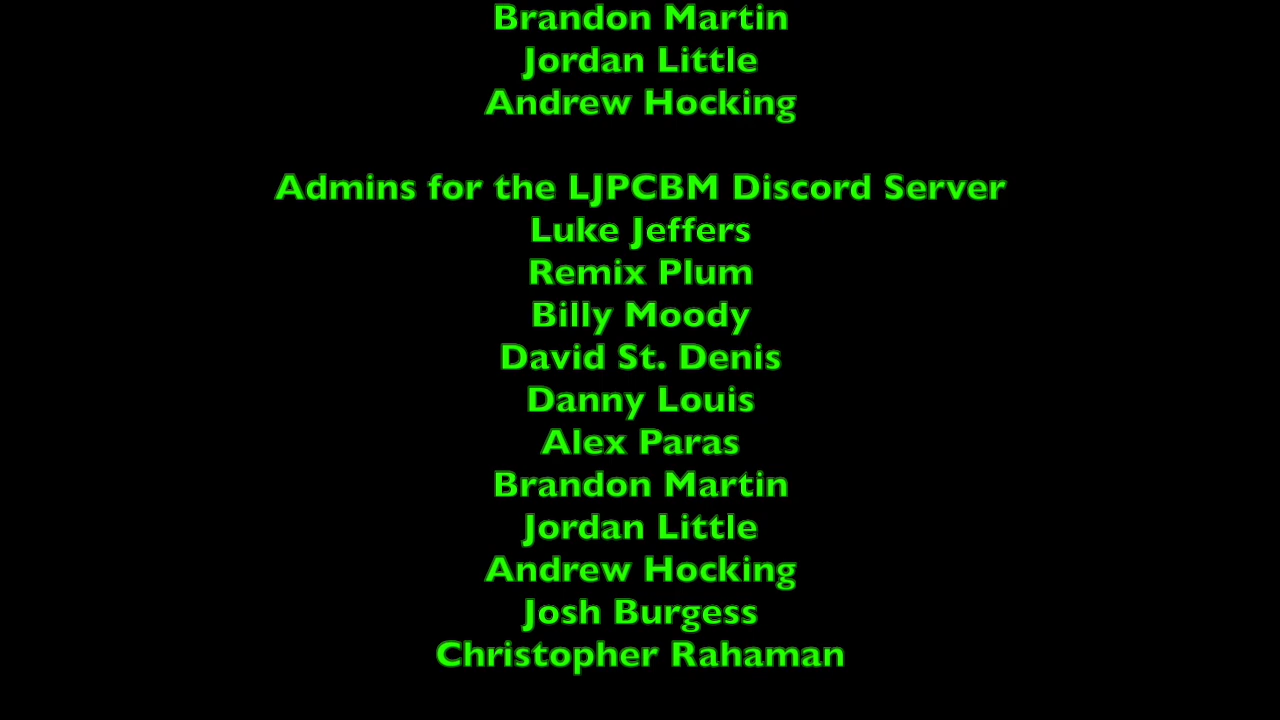 Brandon Martin
Jordan Little
Andrew Hocking
Admins for the LJPCBM Discord Server
Luke Jeffers
Remix Plum
Billy Moody
David St. Denis
Danny Louis
Alex Paras
Brandon Martin
Jordan Little
Andrew Hocking
Josh Burgess
Christopher Rahaman